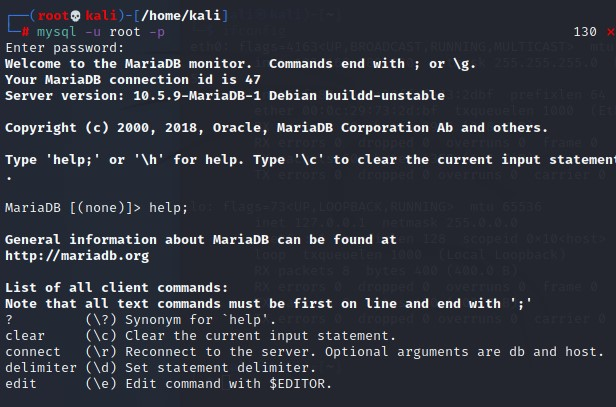 ┌──(root💀kali)-[/home/kali]
└─# mysql -u root -p 130 ⨯
Enter password:
Welcome to the MariaDB monitor.  Commands end with ; or \g.
Your MariaDB connection id is 47
Server version: 10.5.9-MariaDB-1 Debian buildd-unstable

Copyright (c) 2000, 2018, Oracle, MariaDB Corporation Ab and others.

Type 'help;' or '\h' for help. Type '\c' to clear the current input statement
.

MariaDB [(none)]> help;

General information about MariaDB can be found at
http://mariadb.org

List of all client commands:
Note that all text commands must be first on line and end with ';'
?         (\?) Synonym for `help'.
clear     (\c) Clear the current input statement.
connect   (\r) Reconnect to the server. Optional arguments are db and host.
delimiter (\d) Set statement delimiter.
edit      (\e) Edit command with $EDITOR.